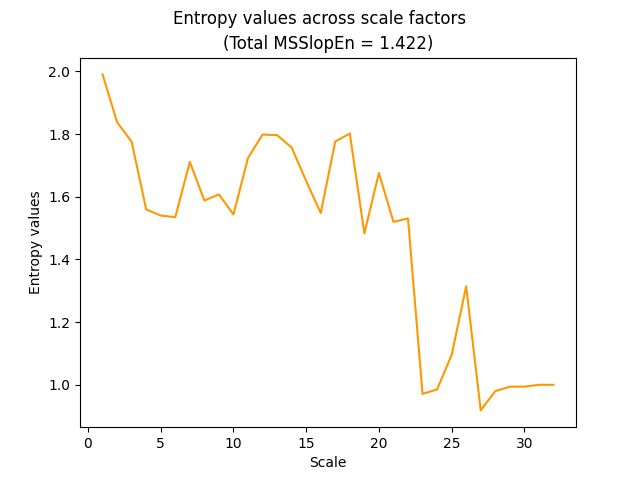 Entropy values across scale factors
(Total MSSlopEn = 1.422)
2.0
1.8
1.6
1.4
1.2
1.0
Entropy values
0 5 10 15 20 25 30
Scale